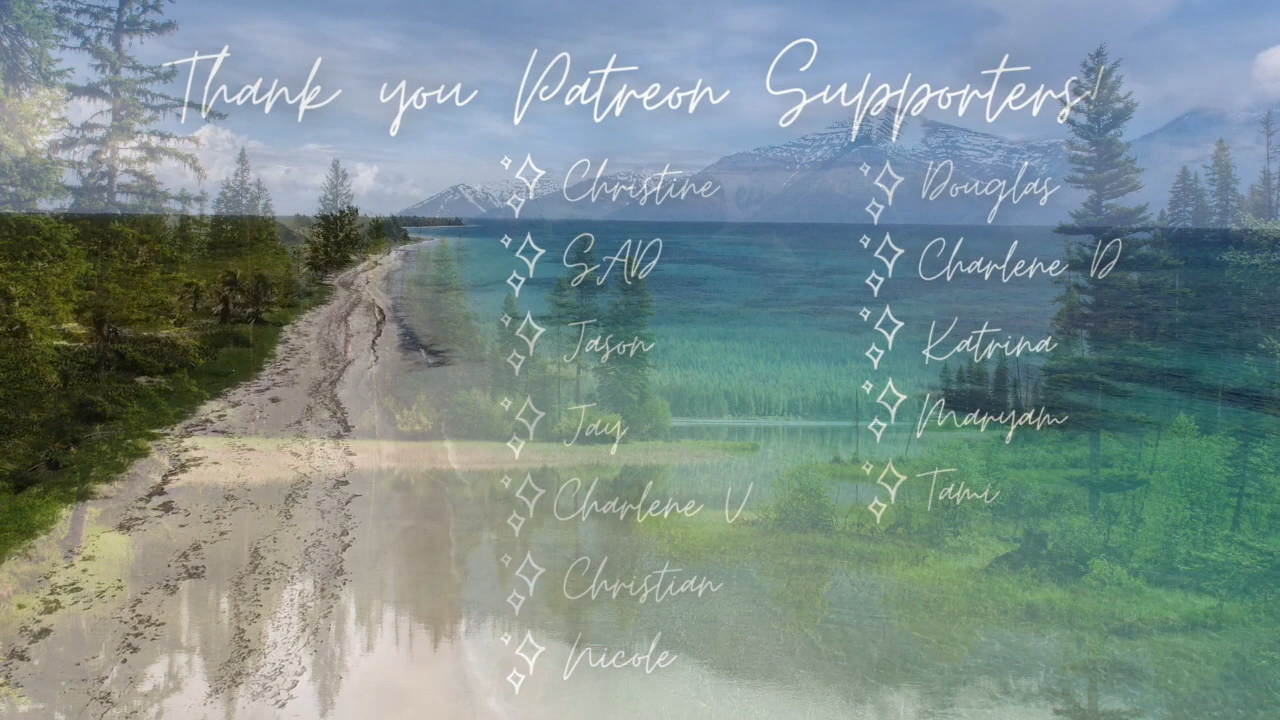 Thank you Patreon Supporters!
Christine
SAD
Jason
Jay
Charlene V
Christian
Nicole
Douglas
Charlene D
Katrina
Maryam
Tami